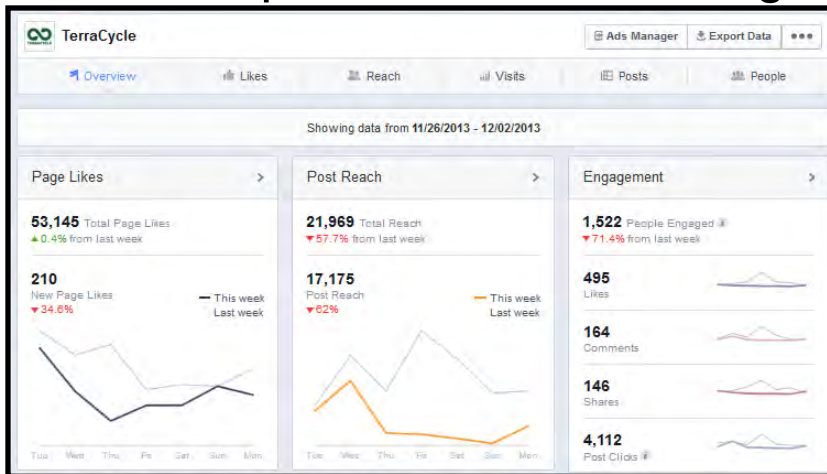 TerraCycle
Ads Manager Export Data
Overview Likes Reach Visits Posts People
Showing data from 11/26/2013 - 12/02/2013
Page Likes
53,145 Total Page Likes
0.4% from last week
210
New Page Likes
34.6%
This week
Last week
Tue Wed Thu Fri Sat Sun Mon
Post Reach
21,969 Total Reach
57.7% from last week
17,175
Post Reach
62%
This week
Last week
Tue Wed Thu Fri Sat Sun Mon
Engagement
1,522 People Engaged
71.4% from last week
495
Likes
164
Comments
146
Shares
4,112
Post Clicks